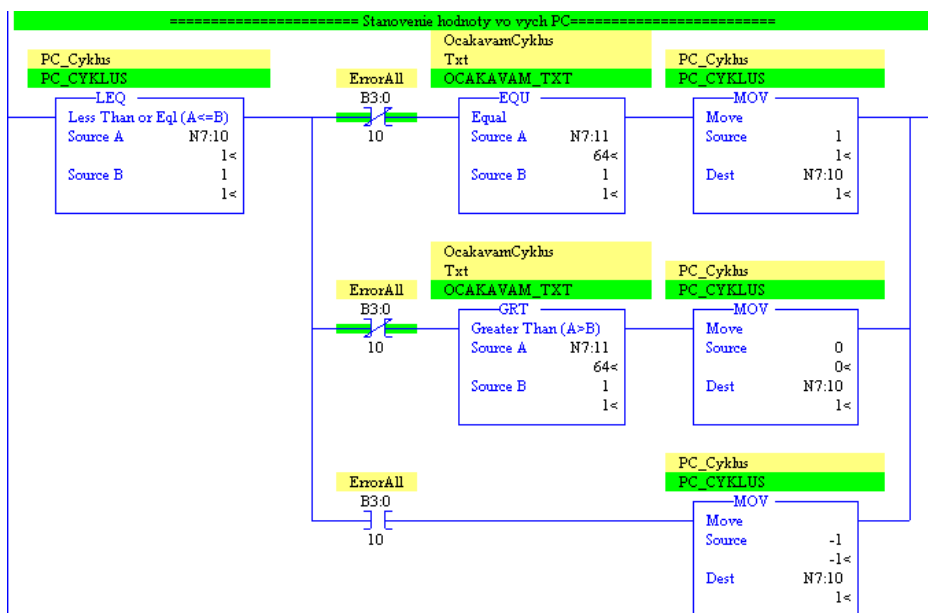 ======================= Stanovenie hodnoty vo vych PC=========================
PC_Cyklus
PC_CYKLUS
LEQ
Less Than or Eql (A<=B)
Source A N7:10
1<
Source B 1
1<
ErrorAll
B3:0
10
OcakavamCyklus
Txt
OCAKAVAM_TXT
EQU
Equal
Source A N7:11
64<
Source B 1
1<
PC_Cyklus
PC_CYKLUS
MOV
Move
Source 1
1<
Dest N7:10
1<
ErrorAll
B3:0
10
OcakavamCyklus
Txt
OCAKAVAM_TXT
GRT
Greater Than (A>B)
Source A N7:11
64<
Source B 1
1<
PC_Cyklus
PC_CYKLUS
MOV
Move
Source 0
0<
Dest N7:10
1<
ErrorAll
B3:0
10
PC_Cyklus
PC_CYKLUS
MOV
Move
Source -1
-1<
Dest N7:10
1<